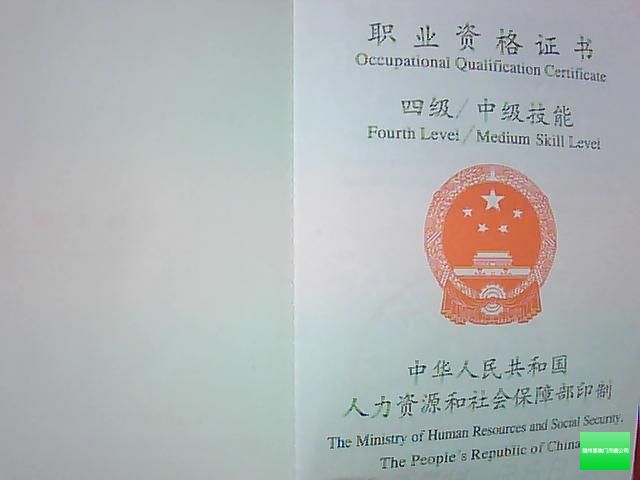 职业资格证书
Occupational Qualification Certificate
四级/中级技能
Fourth Level/Medium Skill Level
中华人民共和国
人力资源和社会保障部印制
The Ministry of Human Resources and Social Security,
The People's Republic of China